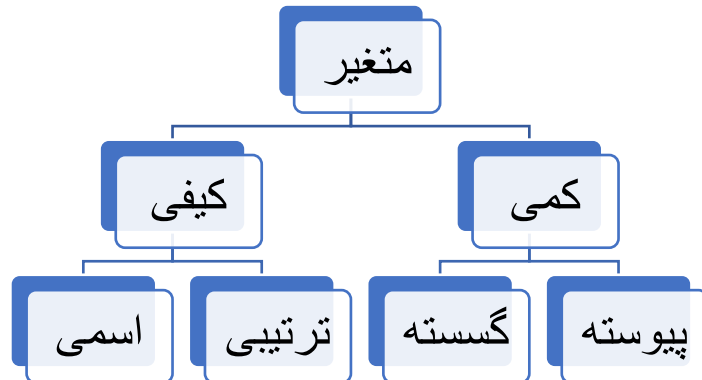 متغیر
کمی
کیفی
پیوسته
گسسته
ترتیبی
اسمی